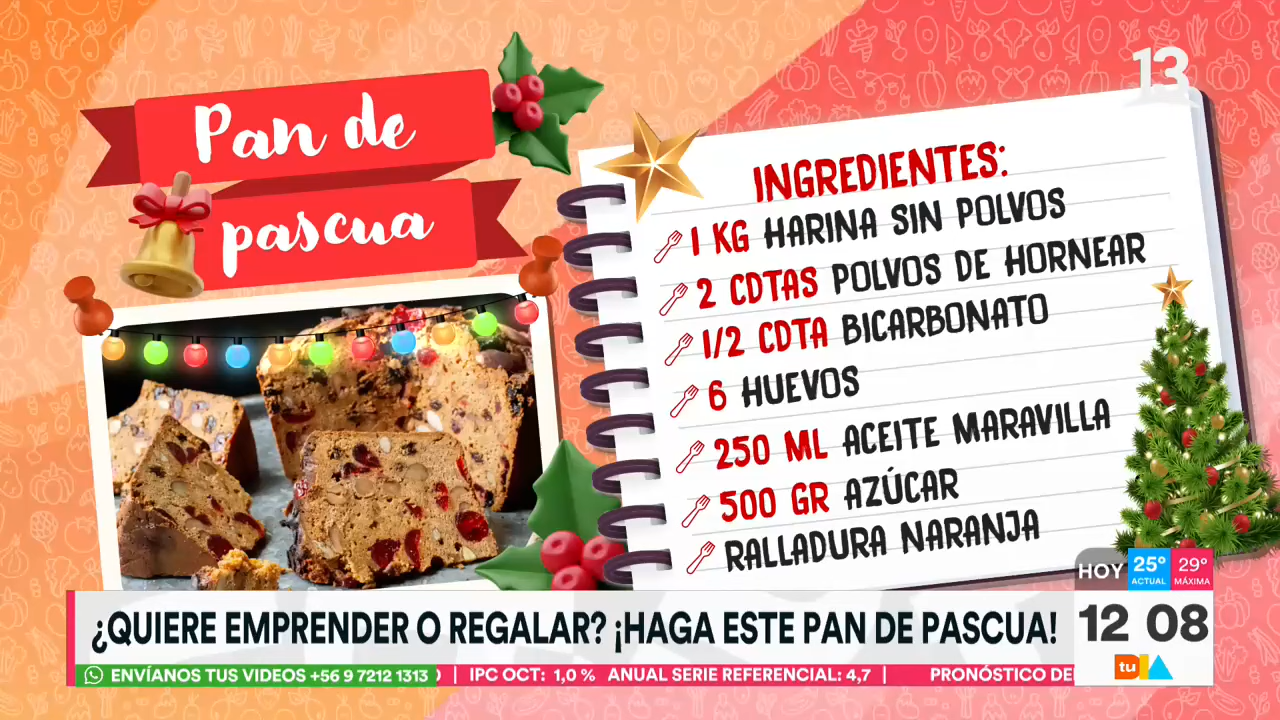 13
Pan de
pascua
INGREDIENTES:
1 KG HARINA SIN POLVOS
2 CDTAS POLVOS DE HORNEAR
1/2 CDTA BICARBONATO
6 HUEVOS
250 ML ACEITE MARAVILLA
500 GR AZÚCAR
RALLADURA NARANJA
HOY 25° ACTUAL 29° MÁXIMA
¿QUIERE EMPRENDER O REGALAR? ¡HAGA ESTE PAN DE PASCUA!
12 08
ENVÍANOS TUS VIDEOS +56 9 7212 1313 | IPC OCT: 1,0 % ANUAL SERIE REFERENCIAL: 4,7 | PRONÓSTICO DE
tu DÍA